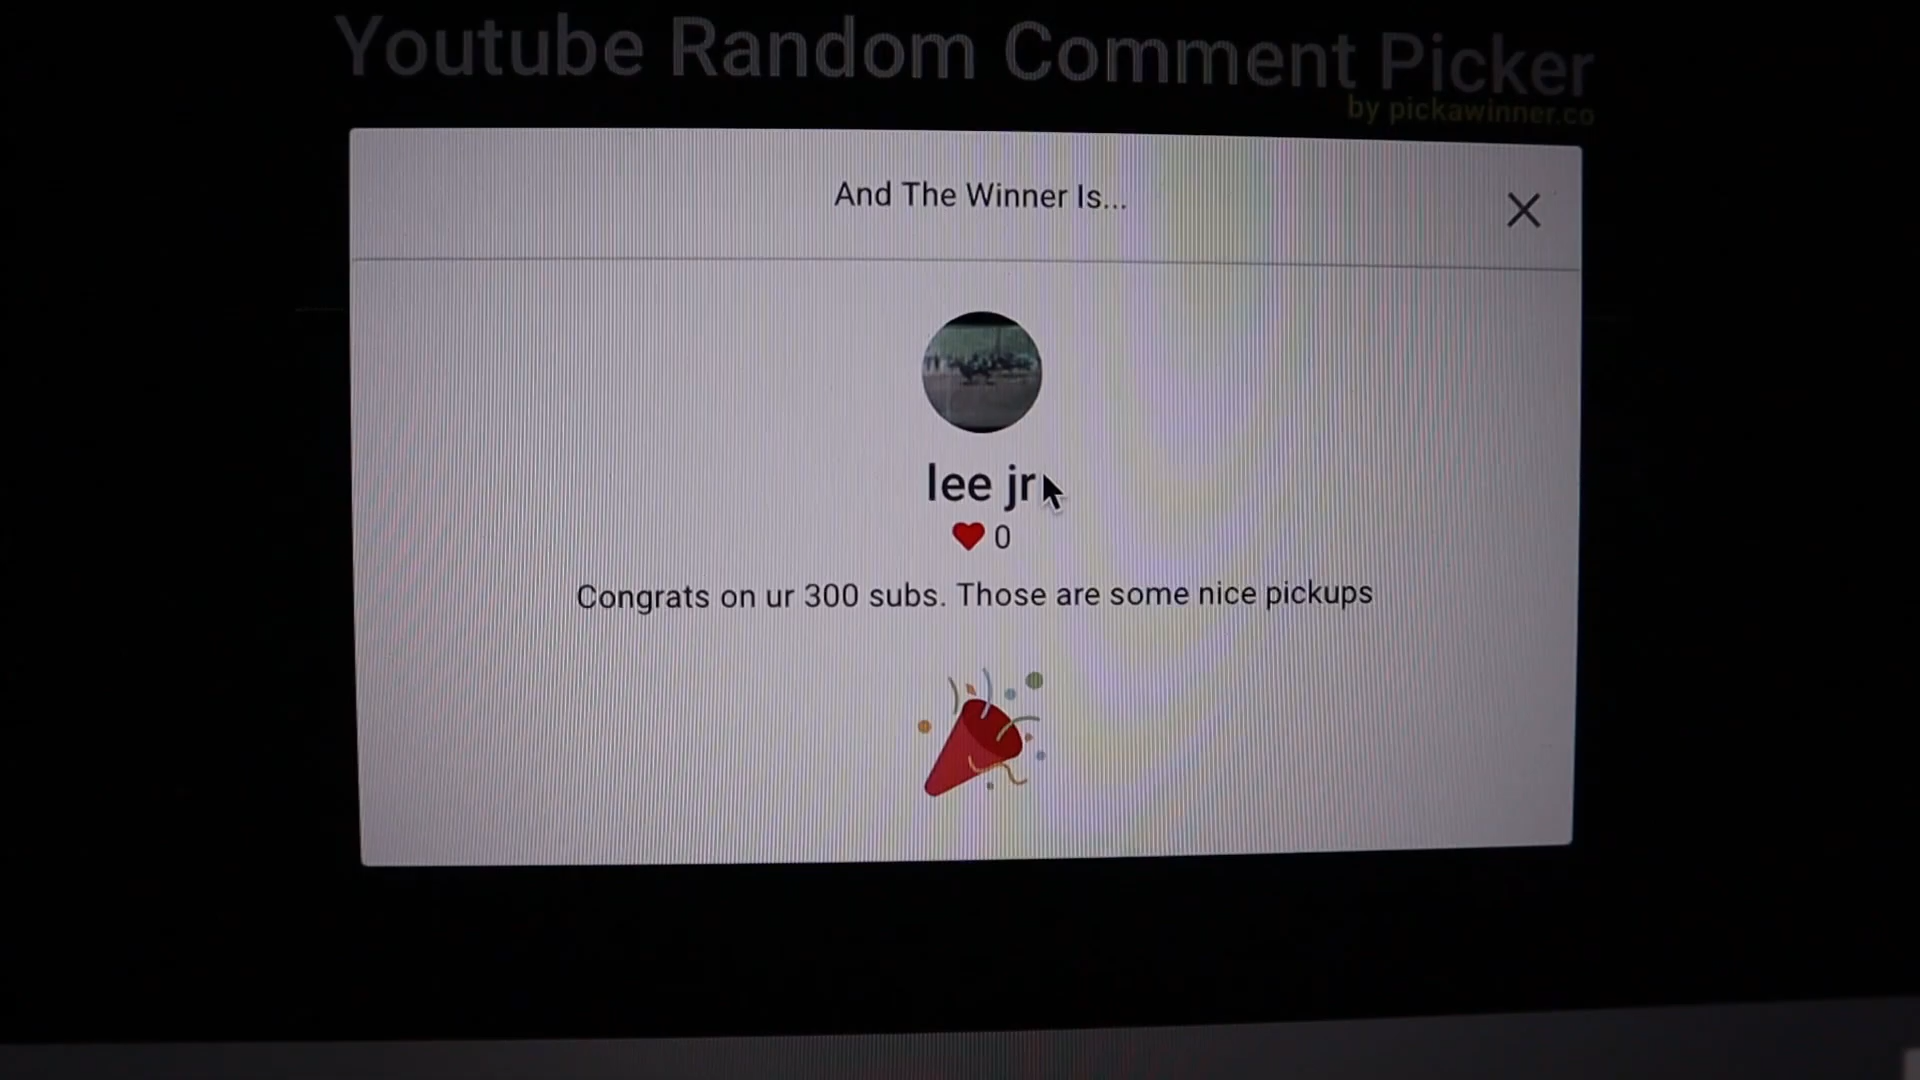 Youtube Random Comment Picker
by pickawinner.co
And The Winner Is...
lee jr
0
Congrats on ur 300 subs. Those are some nice pickups